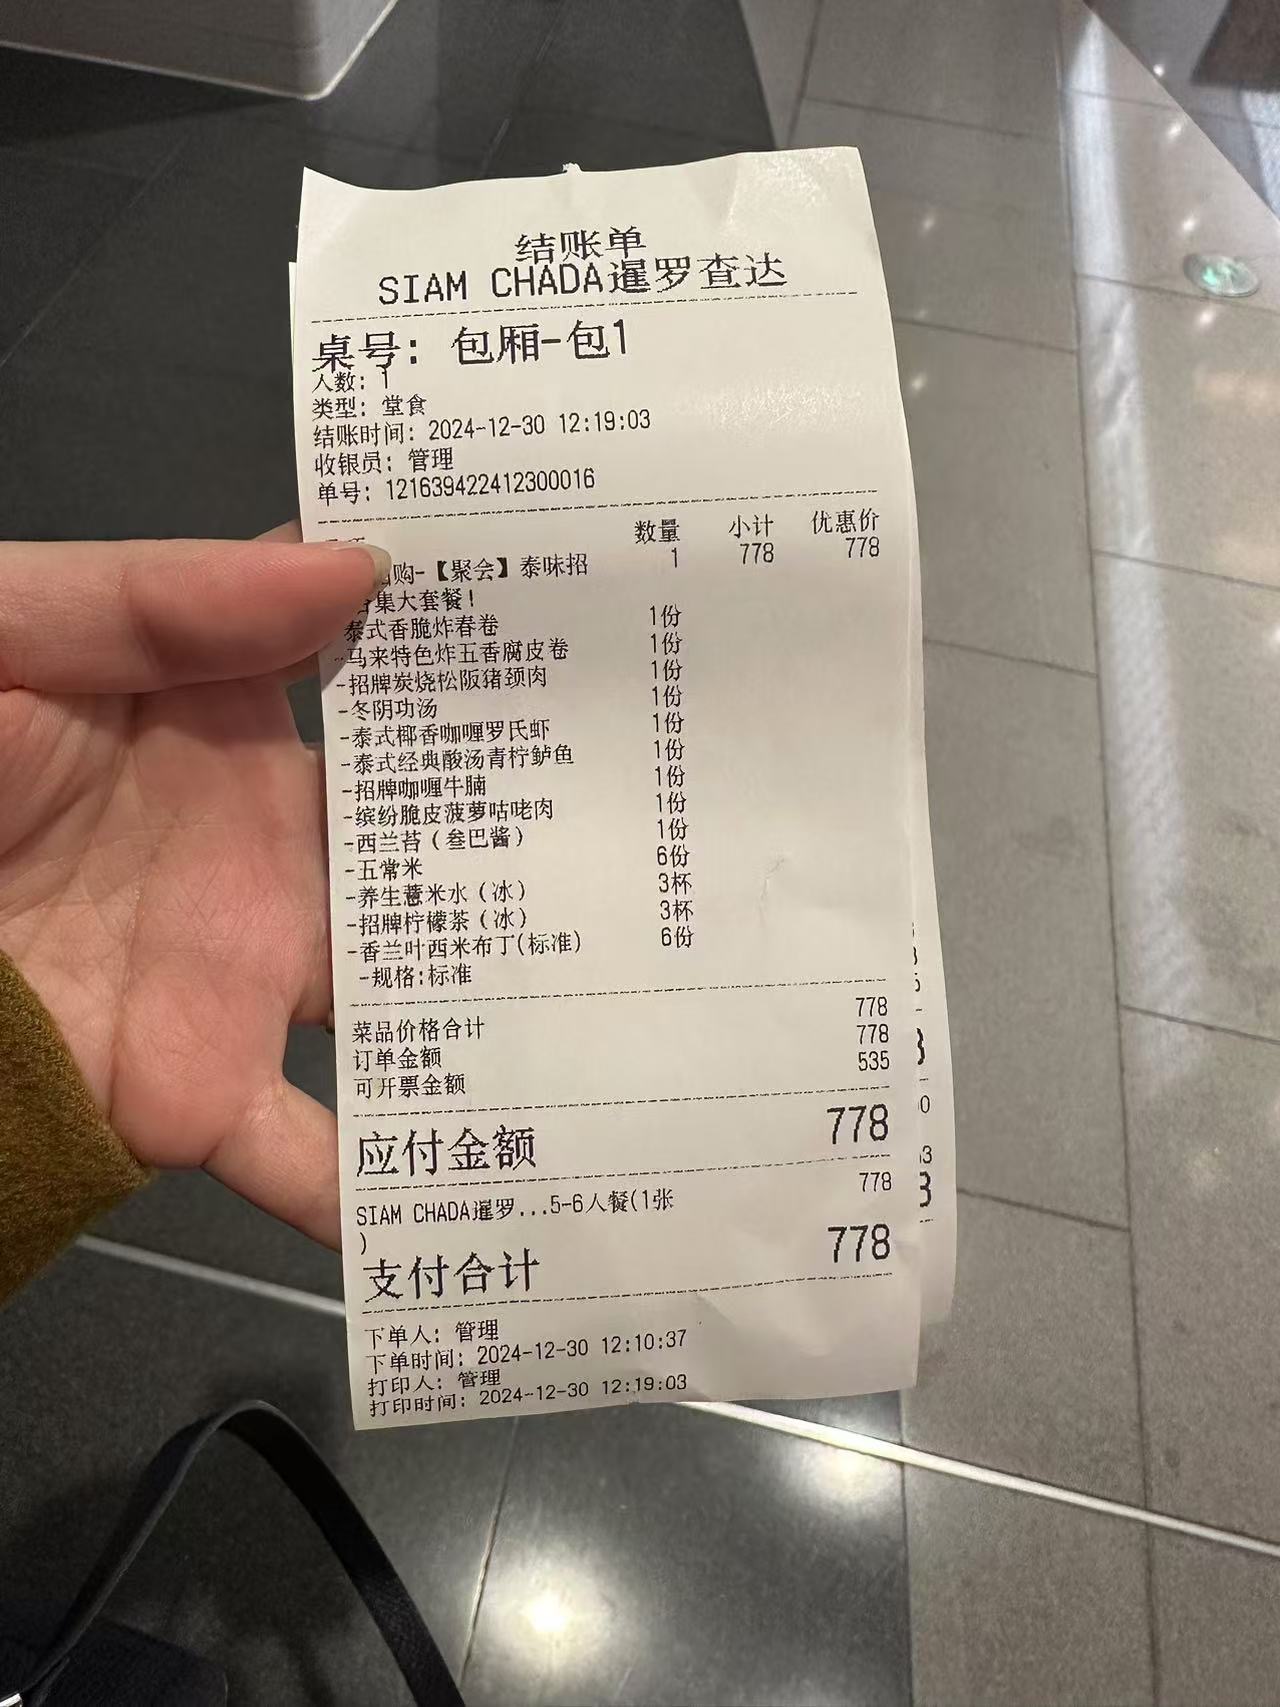 结账单
SIAM CHADA暹罗查达
桌号: 包厢-包1
人数: 1
类型: 堂食
结账时间: 2024-12-30 12:19:03
收银员: 管理
单号: 121639422412300016
数量 小计 优惠价
购-【聚会】泰味招 1 778 778
集大套餐!
泰式香脆炸春卷 1份
-马来特色炸五香腐皮卷 1份
-招牌炭烧松阪猪颈肉 1份
-冬阴功汤 1份
-泰式椰香咖喱罗氏虾 1份
-泰式经典酸汤青柠鲈鱼 1份
-招牌咖喱牛腩 1份
-缤纷脆皮菠萝咕咾肉 1份
-西兰苔(叁巴酱) 1份
-五常米 6份
-养生薏米水(冰) 3杯
-招牌柠檬茶(冰) 3杯
-香兰叶西米布丁(标准) 6份
-规格:标准
菜品价格合计 778
订单金额 778
可开票金额 535
应付金额 778
SIAM CHADA暹罗...5-6人餐(1张 778
)
支付合计 778
下单人: 管理
下单时间: 2024-12-30 12:10:37
打印人: 管理
打印时间: 2024-12-30 12:19:03